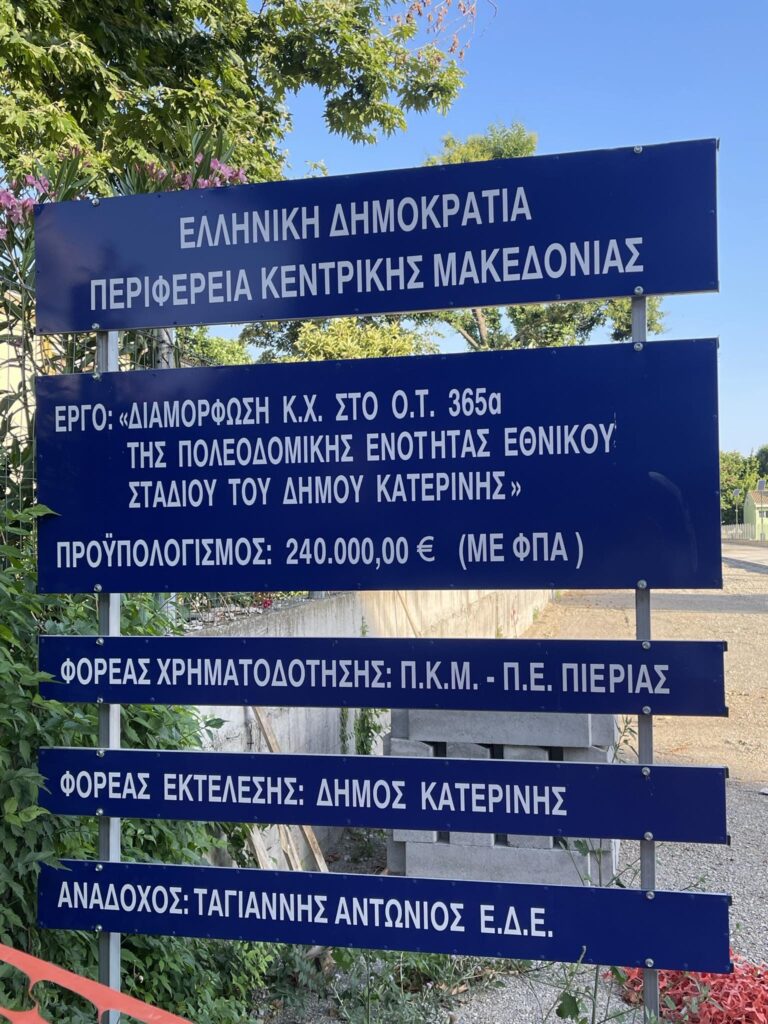 ΕΛΛΗΝΙΚΗ ΔΗΜΟΚΡΑΤΙΑ
ΠΕΡΙΦΕΡΕΙΑ ΚΕΝΤΡΙΚΗΣ ΜΑΚΕΔΟΝΙΑΣ
ΕΡΓΟ: «ΔΙΑΜΟΡΦΩΣΗ Κ.Χ. ΣΤΟ Ο.Τ. 365α
ΤΗΣ ΠΟΛΕΟΔΟΜΙΚΗΣ ΕΝΟΤΗΤΑΣ ΕΘΝΙΚΟΥ
ΣΤΑΔΙΟΥ ΤΟΥ ΔΗΜΟΥ ΚΑΤΕΡΙΝΗΣ»
ΠΡΟΫΠΟΛΟΓΙΣΜΟΣ: 240.000,00 € (ΜΕ ΦΠΑ )
ΦΟΡΕΑΣ ΧΡΗΜΑΤΟΔΟΤΗΣΗΣ: Π.Κ.Μ. - Π.Ε. ΠΙΕΡΙΑΣ
ΦΟΡΕΑΣ ΕΚΤΕΛΕΣΗΣ: ΔΗΜΟΣ ΚΑΤΕΡΙΝΗΣ
ΑΝΑΔΟΧΟΣ: ΤΑΓΙΑΝΝΗΣ ΑΝΤΩΝΙΟΣ Ε.Δ.Ε.